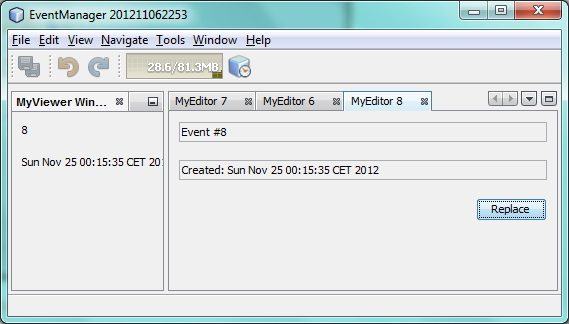 EventManager 201211062253
File Edit View Navigate Tools Window Help
28.6/81.3MB
MyViewer Win...
MyEditor 7 MyEditor 6 MyEditor 8
8
Sun Nov 25 00:15:35 CET 201
Event #8
Created: Sun Nov 25 00:15:35 CET 2012
Replace